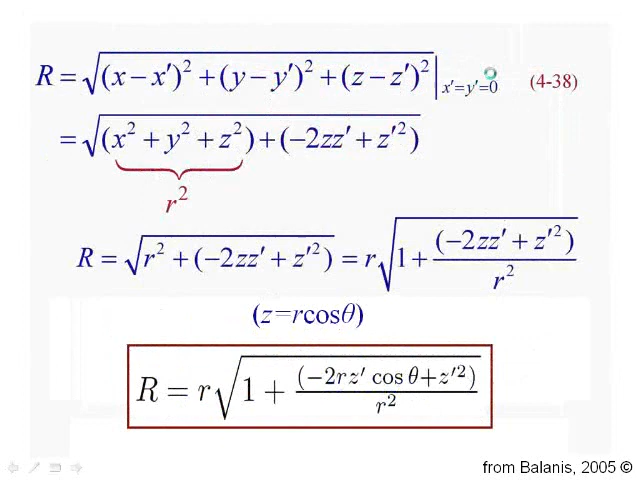 R = √((x − x′)² + (y − y′)² + (z − z′)²)|x′=y′=0 (4-38)
= √((x² + y² + z²) + (−2zz′ + z′²))
r²
R = √(r² + (−2zz′ + z′²)) = r√(1 + (−2zz′ + z′²)/r²)
(z=rcosθ)
R = r√(1 + (−2rz′ cos θ+z′²)/r²)
from Balanis, 2005 ©